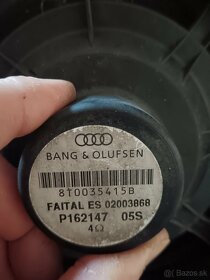 BANG & OLUFSEN
8T0035415B
FAITAL ES 02003868
P162147 05S
4Ω
bazos.sk